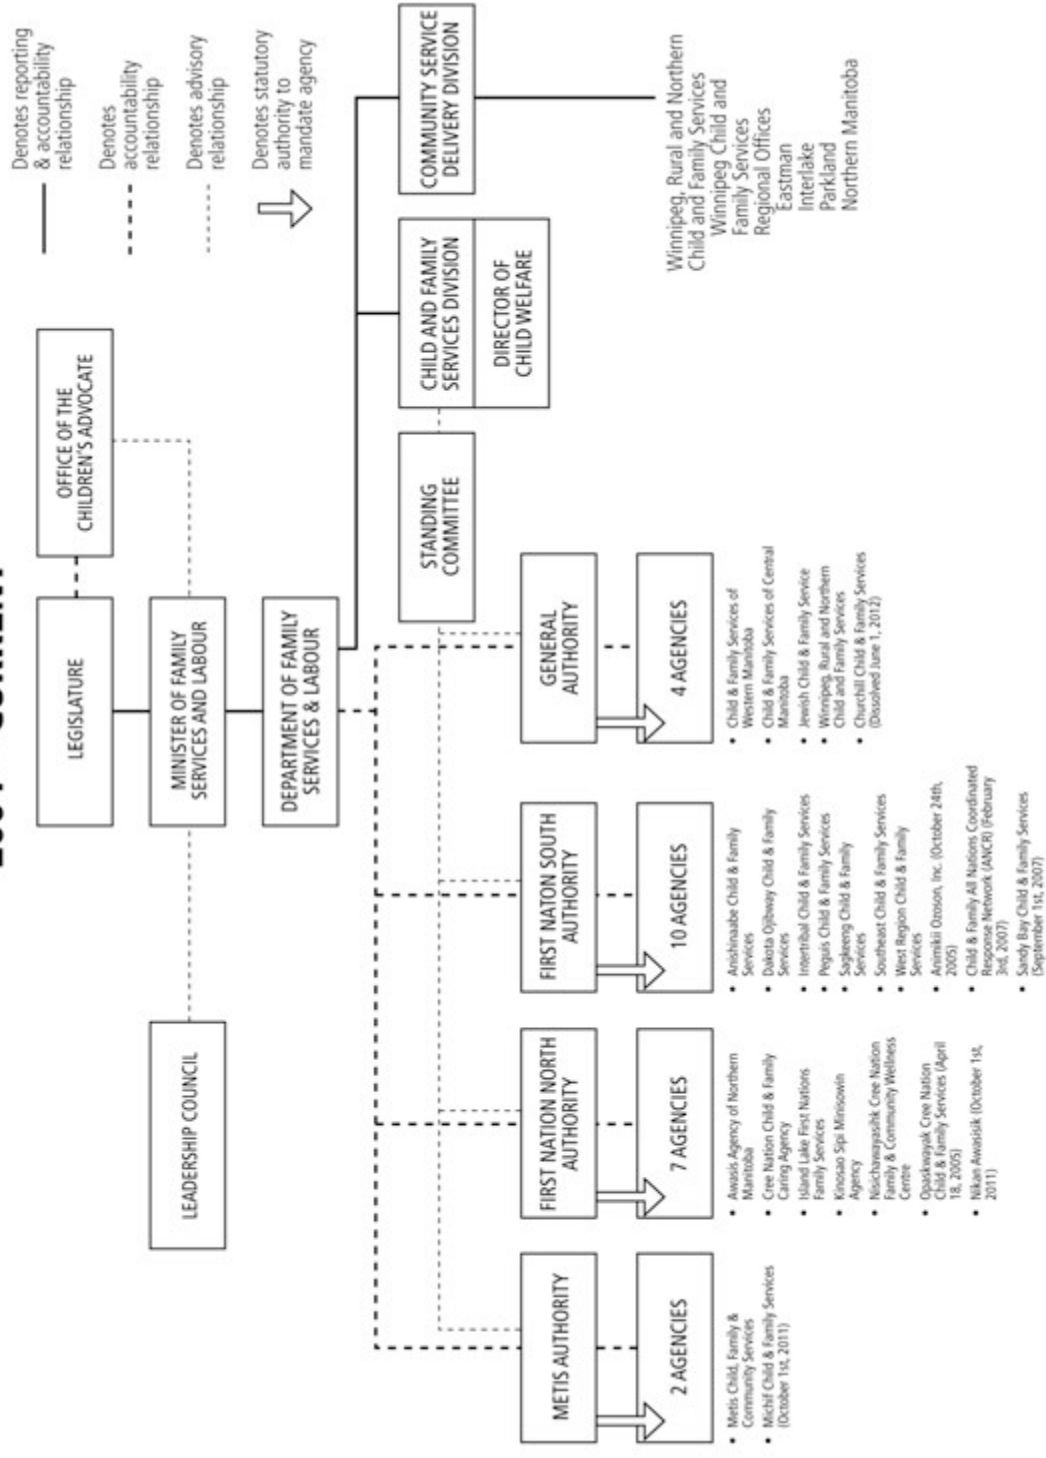 LEGISLATURE
OFFICE OF THE
CHILDREN'S ADVOCATE
Denotes reporting
& accountability
relationship
Denotes
accountability
relationship
Denotes advisory
relationship
Denotes statutory
authority to
mandate agency
LEADERSHIP COUNCIL
MINISTER OF FAMILY
SERVICES AND LABOUR
DEPARTMENT OF FAMILY
SERVICES & LABOUR
STANDING
COMMITTEE
CHILD AND FAMILY
SERVICES DIVISION
DIRECTOR OF
CHILD WELFARE
COMMUNITY SERVICE
DELIVERY DIVISION
METIS AUTHORITY
2 AGENCIES
• Metis Child, Family &
Community Services
• Michif Child & Family Services
(October 1st, 2011)
FIRST NATION NORTH
AUTHORITY
7 AGENCIES
• Awasis Agency of Northern
Manitoba
• Cree Nation Child & Family
Caring Agency
• Island Lake First Nations
Family Services
• Kinosao Sipi Minisowin
Agency
• Nisichawayasihk Cree Nation
Family & Community Wellness
Centre
• Opaskwayak Cree Nation
Child & Family Services (April
18, 2005)
• Nikan Awasisik (October 1st,
2011)
FIRST NATON SOUTH
AUTHORITY
10 AGENCIES
• Anishinaabe Child & Family
Services
• Dakota Ojibway Child & Family
Services
• Intertribal Child & Family Services
• Peguis Child & Family Services
• Sagkeeng Child & Family
Services
• Southeast Child & Family Services
• West Region Child & Family
Services
• Animikii Ozoson, Inc. (October 24th,
2005)
• Child & Family All Nations Coordinated
Response Network (ANCR) (February
3rd, 2007)
• Sandy Bay Child & Family Services
(September 1st, 2007)
GENERAL
AUTHORITY
4 AGENCIES
• Child & Family Services of
Western Manitoba
• Child & Family Services of Central
Manitoba
• Jewish Child & Family Service
• Winnipeg, Rural and Northern
Child and Family Services
• Churchill Child & Family Services
(Dissolved June 1, 2012)
Winnipeg, Rural and Northern
Child and Family Services
Winnipeg Child and
Family Services
Regional Offices
Eastman
Interlake
Parkland
Northern Manitoba